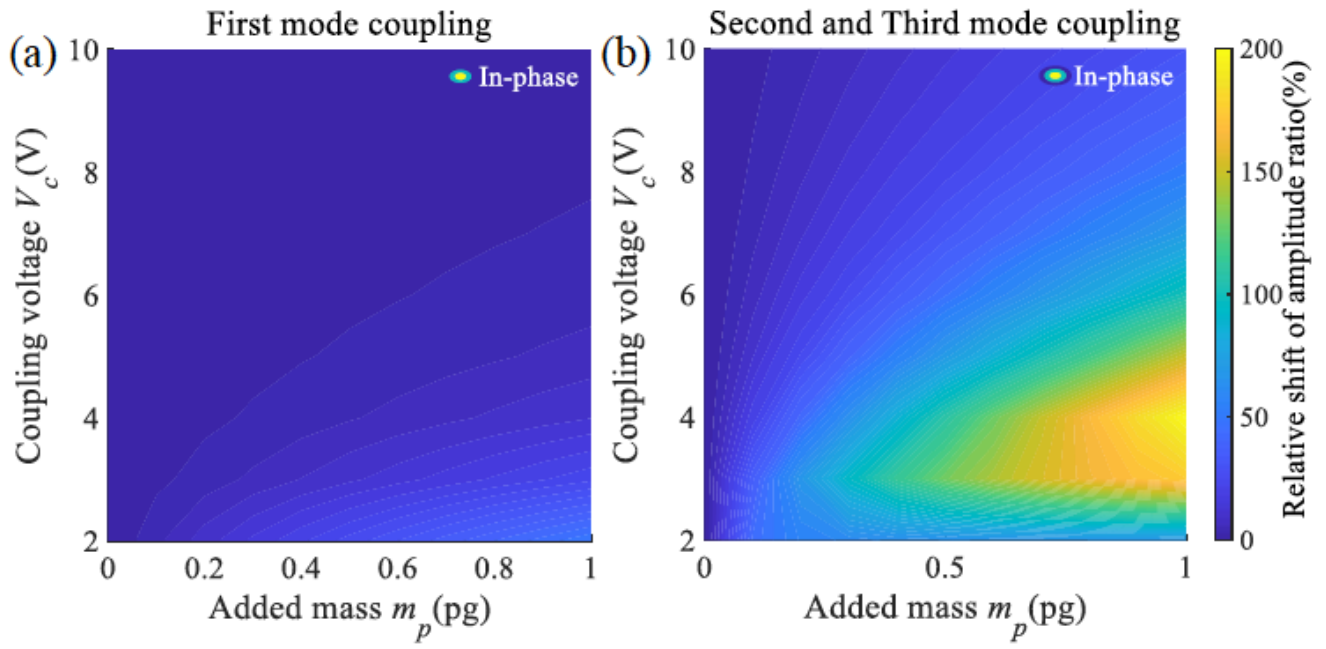 First mode coupling
Second and Third mode coupling
(a)
10
8
6
4
2
In-phase
Coupling voltage V_c(V)
0
0.2
0.4
0.6
0.8
1
Added mass m_p(pg)
(b)
10
8
6
4
2
In-phase
Coupling voltage V_c(V)
0
0.5
1
Added mass m_p(pg)
200
150
100
50
0
Relative shift of amplitude ratio(%)